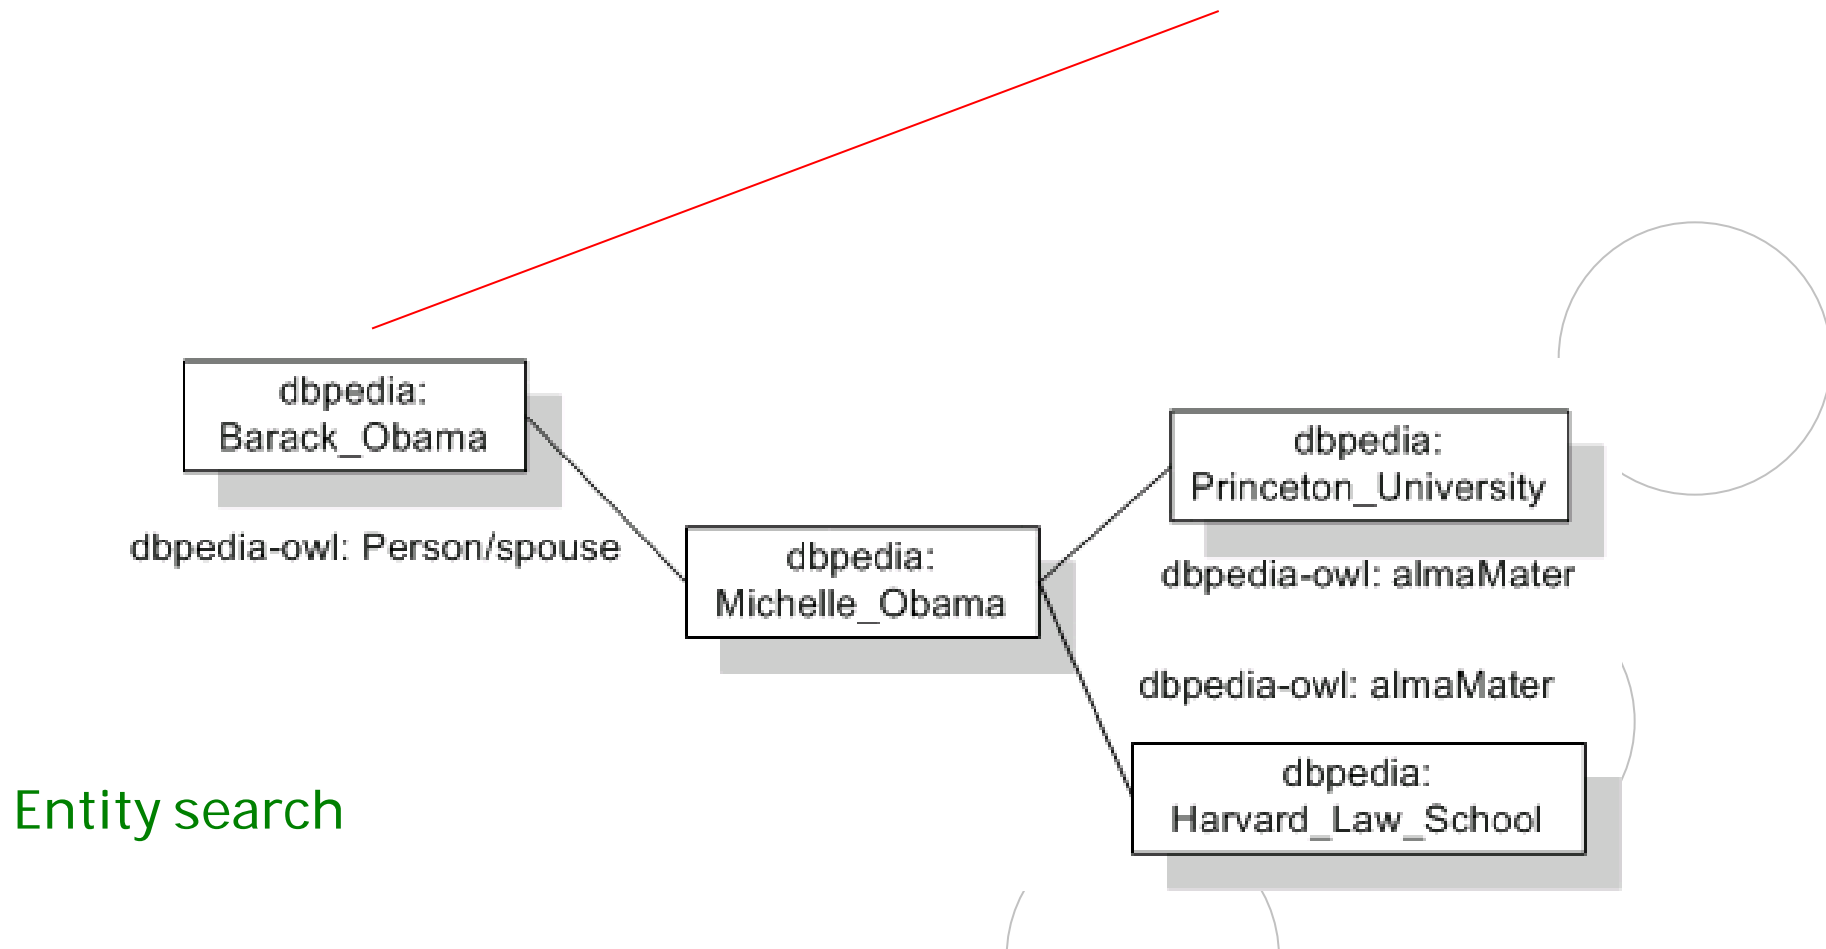 dbpedia:
Barack_Obama
dbpedia-owl: Person/spouse
dbpedia:
Michelle_Obama
dbpedia:
Princeton_University
dbpedia-owl: almaMater
dbpedia-owl: almaMater
dbpedia:
Harvard_Law_School
Entity search